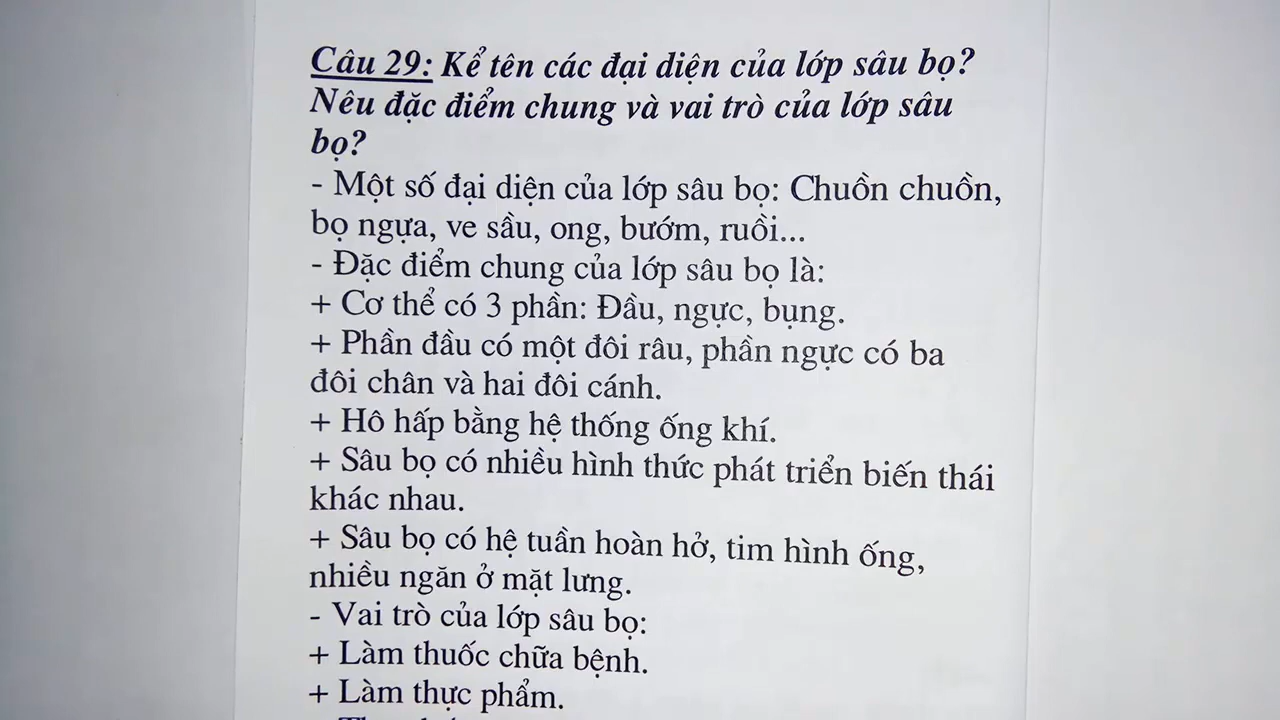 Câu 29: Kể tên các đại diện của lớp sâu bọ?
Nêu đặc điểm chung và vai trò của lớp sâu
bọ?
- Một số đại diện của lớp sâu bọ: Chuồn chuồn,
bọ ngựa, ve sầu, ong, bướm, ruồi...
- Đặc điểm chung của lớp sâu bọ là:
+ Cơ thể có 3 phần: Đầu, ngực, bụng.
+ Phần đầu có một đôi râu, phần ngực có ba
đôi chân và hai đôi cánh.
+ Hô hấp bằng hệ thống ống khí.
+ Sâu bọ có nhiều hình thức phát triển biến thái
khác nhau.
+ Sâu bọ có hệ tuần hoàn hở, tim hình ống,
nhiều ngăn ở mặt lưng.
- Vai trò của lớp sâu bọ:
+ Làm thuốc chữa bệnh.
+ Làm thực phẩm.